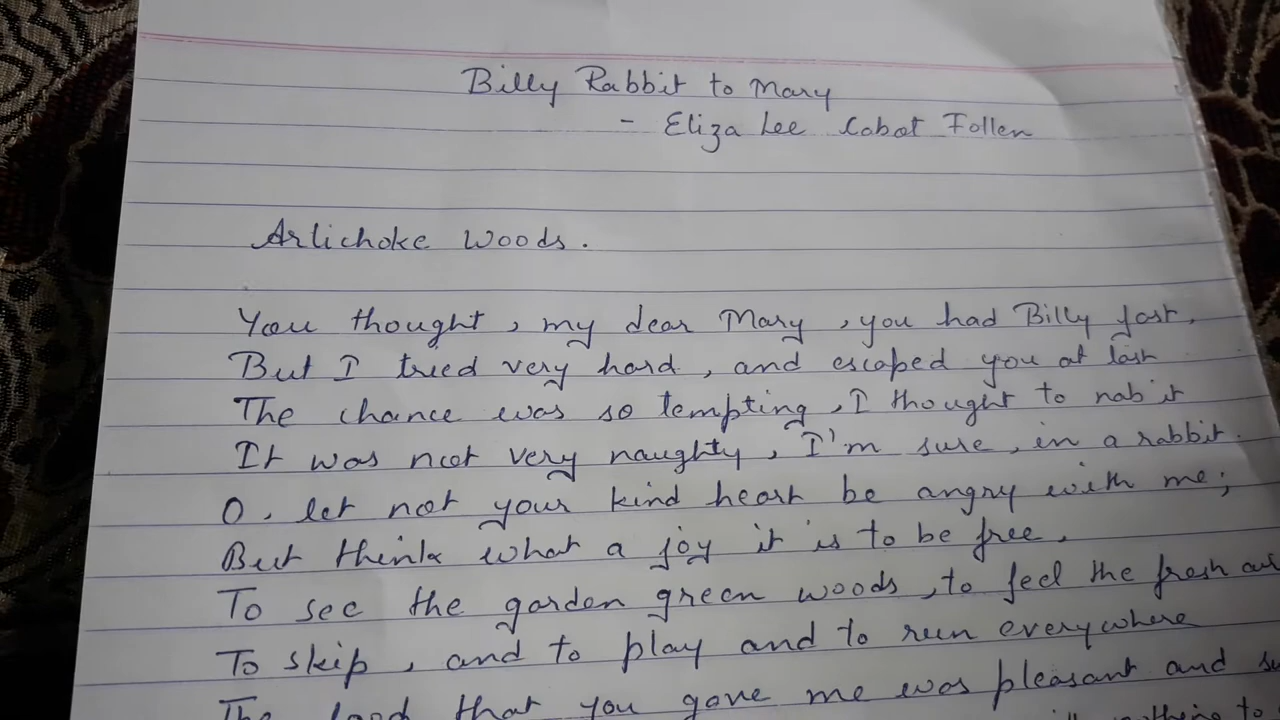 Billy Rabbit to Mary
- Eliza Lee Cabot Follen
Artichoke Woods.
You thought, my dear Mary, you had Billy fast,
But I tried very hard, and escaped you at last
The chance was so tempting, I thought to nab it
It was not very naughty, I'm sure, in a rabbit.
O, let not your kind heart be angry with me;
But think what a joy it is to be free,
To see the garden green woods, to feel the fresh
To skip, and to play and to run everywhere
The food that you gave me was pleasant and
nothing to